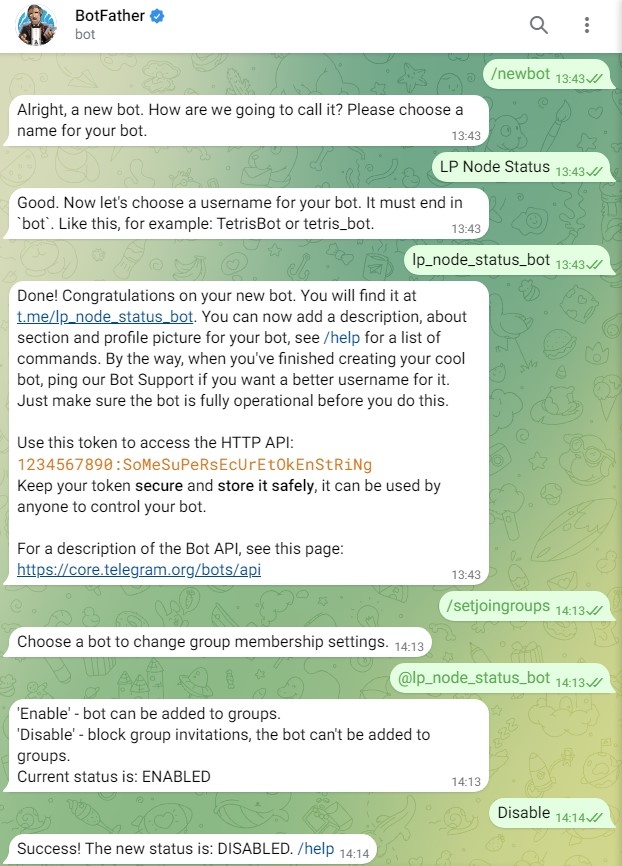 BotFather
bot
/newbot 13:43
Alright, a new bot. How are we going to call it? Please choose a
name for your bot. 13:43
LP Node Status 13:43
Good. Now let's choose a username for your bot. It must end in
`bot`. Like this, for example: TetrisBot or tetris_bot. 13:43
lp_node_status_bot 13:43
Done! Congratulations on your new bot. You will find it at
t.me/lp_node_status_bot. You can now add a description, about
section and profile picture for your bot, see /help for a list of
commands. By the way, when you've finished creating your cool
bot, ping our Bot Support if you want a better username for it.
Just make sure the bot is fully operational before you do this.
Use this token to access the HTTP API:
1234567890:SoMeSuPeRsEcUrEtOkEnStRiNg
Keep your token secure and store it safely, it can be used by
anyone to control your bot.
For a description of the Bot API, see this page:
https://core.telegram.org/bots/api 13:43
/setjoingroups 14:13
Choose a bot to change group membership settings. 14:13
@lp_node_status_bot 14:13
'Enable' - bot can be added to groups.
'Disable' - block group invitations, the bot can't be added to
groups.
Current status is: ENABLED 14:13
Disable 14:14
Success! The new status is: DISABLED. /help 14:14